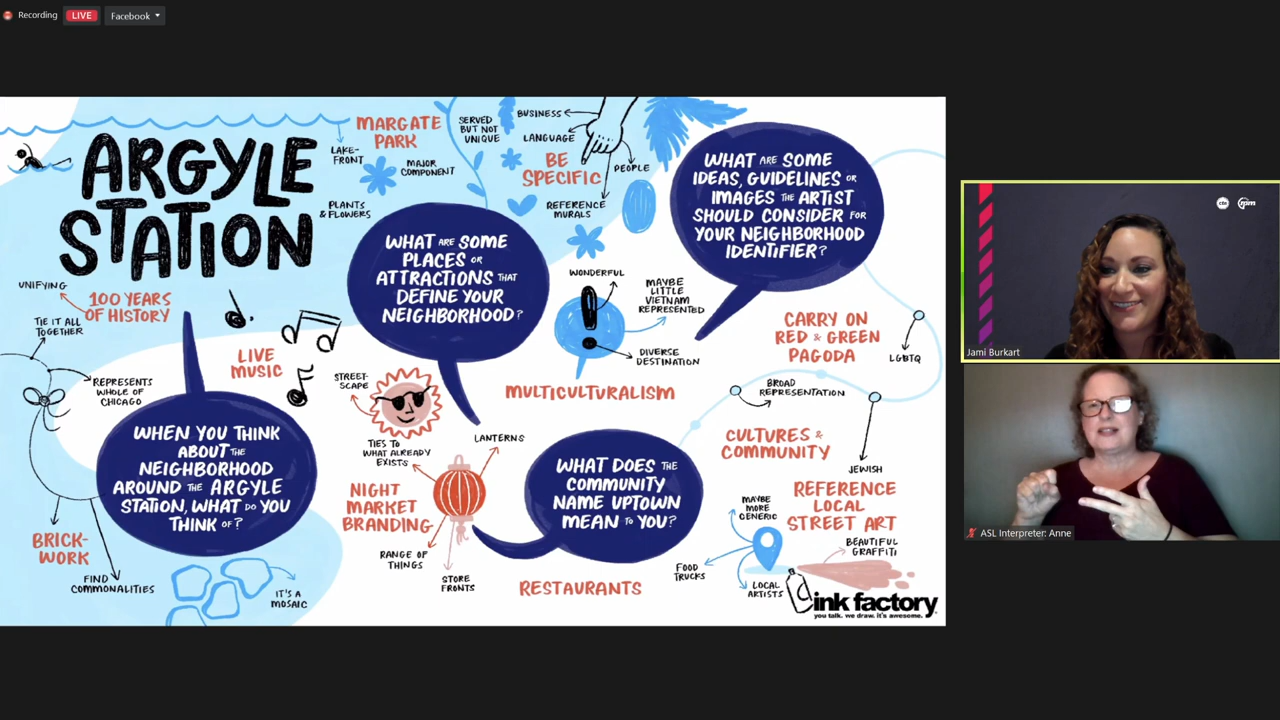 Recording
LIVE
Facebook
ARGYLE
STATION
LAKE-
FRONT
MARGATE
PARK
MAJOR
COMPONENT
PLANTS
& FLOWERS
SERVED
BUT NOT
UNIQUE
BUSINESS
LANGUAGE
BE
SPECIFIC
PEOPLE
REFERENCE
MURALS
WHAT ARE SOME
IDEAS, GUIDELINES OR
IMAGES THE ARTIST
SHOULD CONSIDER FOR
YOUR NEIGHBORHOOD
IDENTIFIER?
WHAT ARE SOME
PLACES OR
ATTRACTIONS THAT
DEFINE YOUR
NEIGHBORHOOD?
UNIFYING
100 YEARS
OF HISTORY
TIE IT ALL
TOGETHER
REPRESENTS
WHOLE OF
CHICAGO
LIVE
MUSIC
WONDERFUL
MAYBE
LITTLE
VIETNAM
REPRESENTED
DIVERSE
DESTINATION
MULTICULTURALISM
CARRY ON
RED & GREEN
PAGODA
LGBTQ
BROAD
REPRESENTATION
CULTURES &
COMMUNITY
JEWISH
STREET-
SCAPE
TIES TO
WHAT ALREADY
EXISTS
LANTERNS
NIGHT
MARKET
BRANDING
RANGE OF
THINGS
STORE
FRONTS
WHEN YOU THINK
ABOUT THE
NEIGHBORHOOD
AROUND THE ARGYLE
STATION, WHAT DO YOU
THINK OF?
WHAT DOES THE
COMMUNITY
NAME UPTOWN
MEAN TO YOU?
BRICK-
WORK
FIND
COMMONALITIES
IT'S A
MOSAIC
RESTAURANTS
MAYBE
MORE
GENERIC
FOOD
TRUCKS
LOCAL
ARTISTS
REFERENCE
LOCAL
STREET ART
BEAUTIFUL
GRAFFITI
ink factory
you talk. we draw. it's awesome.
cta
rpm
Jami Burkart
ASL Interpreter: Anne